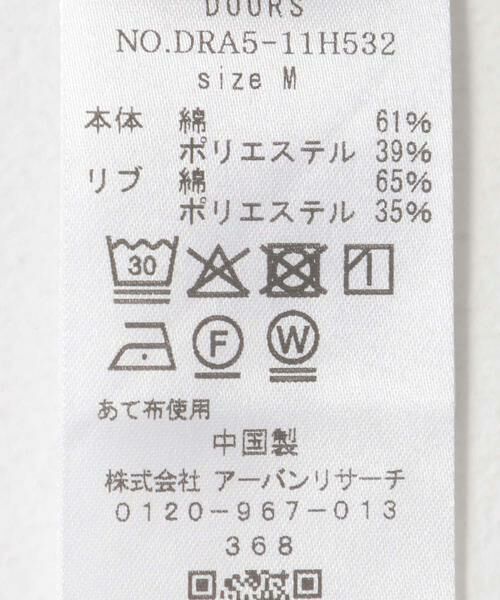 DOORS
NO.DRA5-11H532
size M
本体 綿 61%
ポリエステル 39%
リブ 綿 65%
ポリエステル 35%
30
F W
あて布使用
中国製
株式会社 アーバンリサーチ
0120-967-013
368